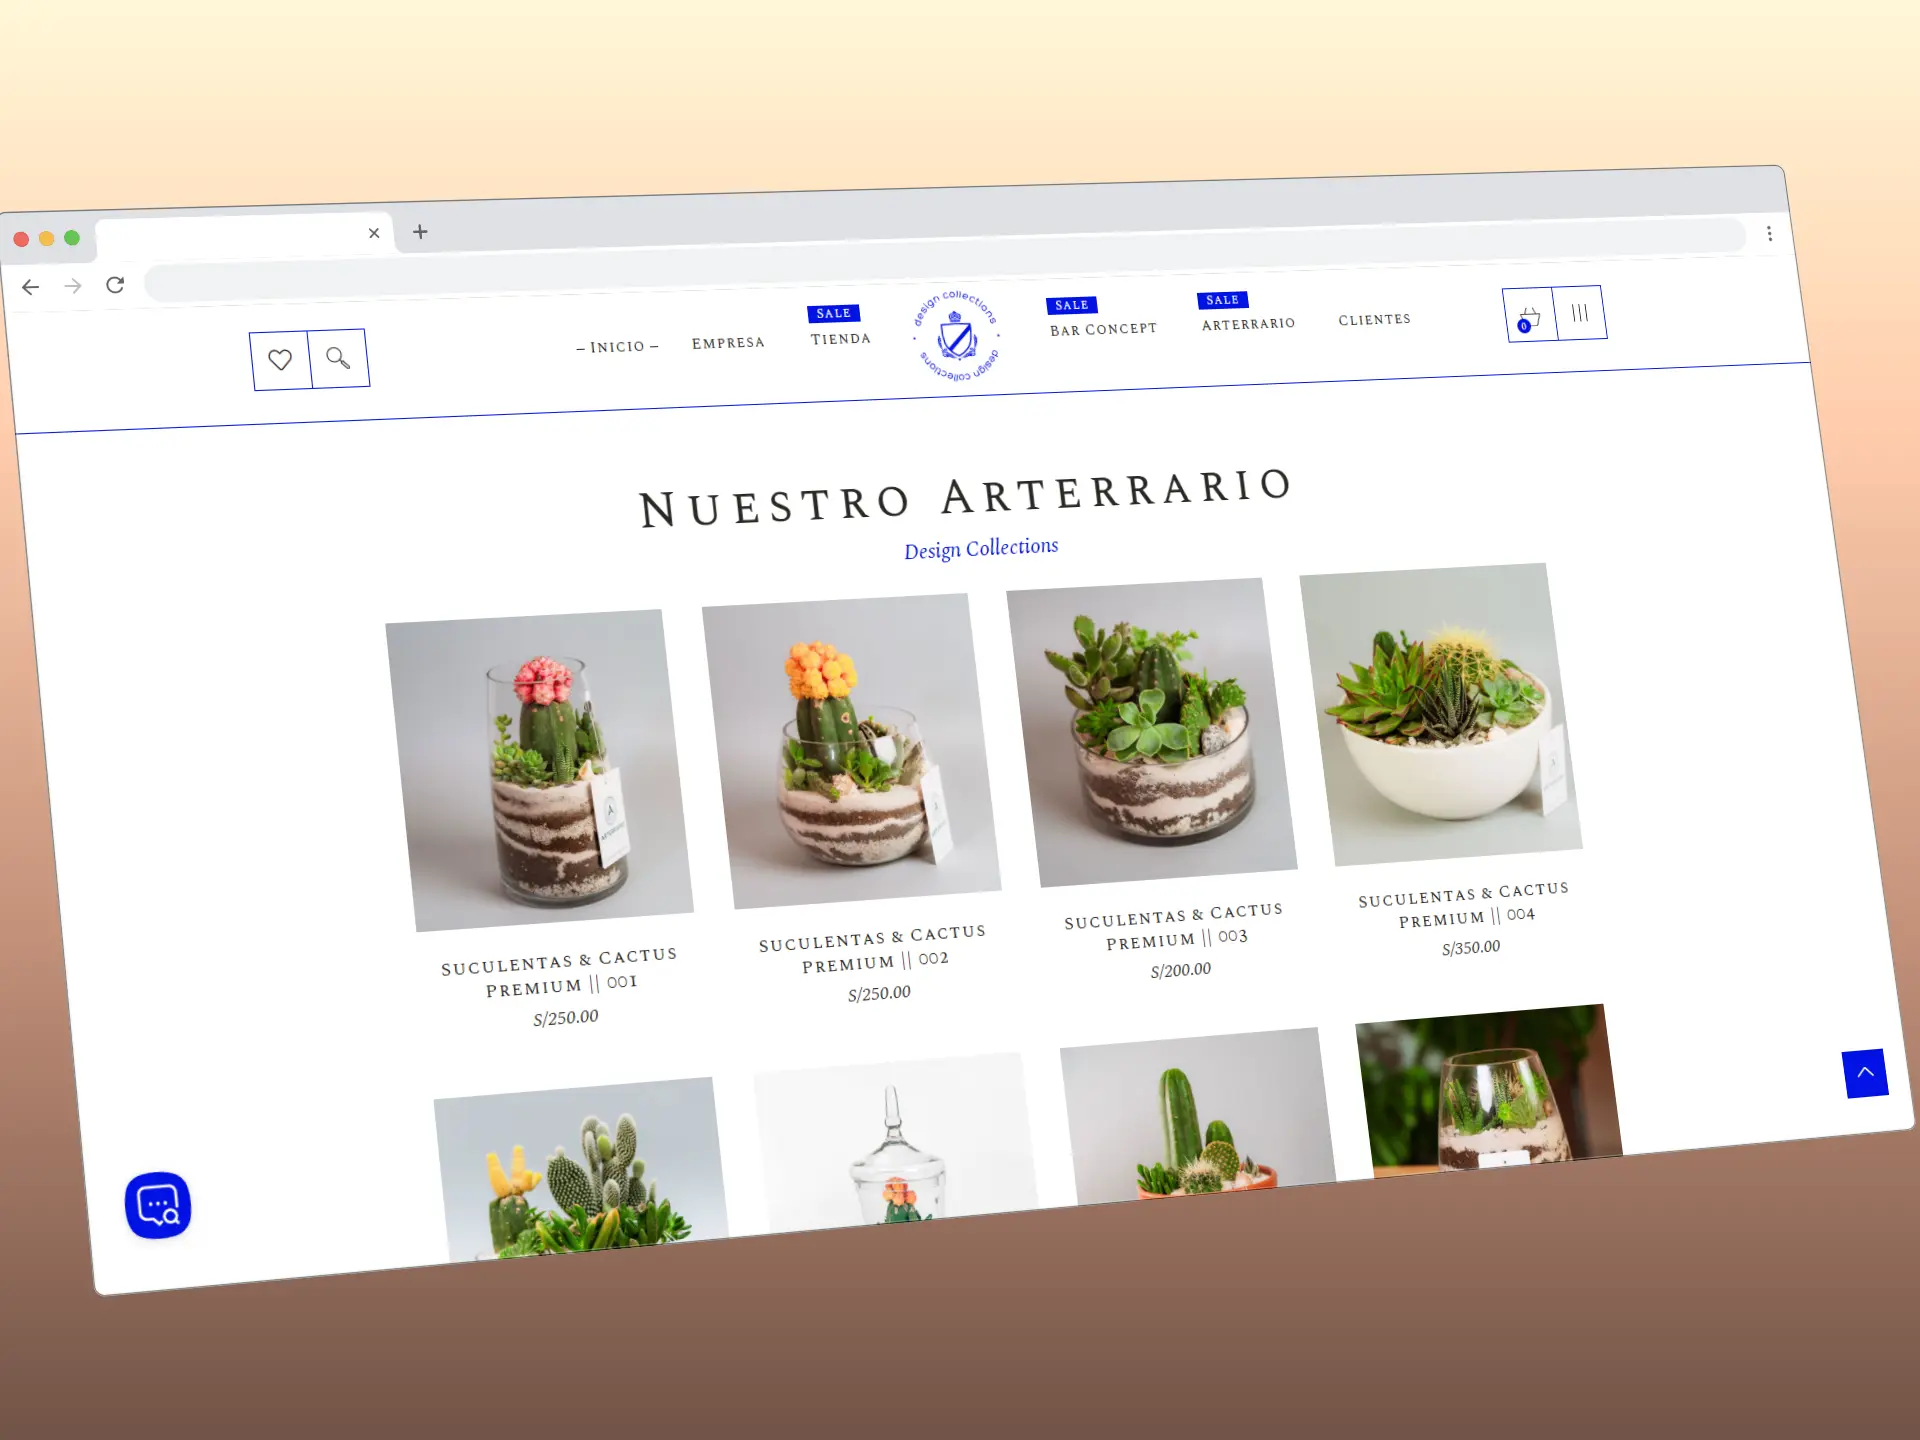 SALE
SALE
SALE
– Inicio –
Empresa
Tienda
design collections
design collections
Bar Concept
Arterrario
Clientes
0
Nuestro Arterrario
Design Collections
Suculentas & Cactus
Premium || 001
S/250.00
Suculentas & Cactus
Premium || 002
S/250.00
Suculentas & Cactus
Premium || 003
S/200.00
Suculentas & Cactus
Premium || 004
S/350.00